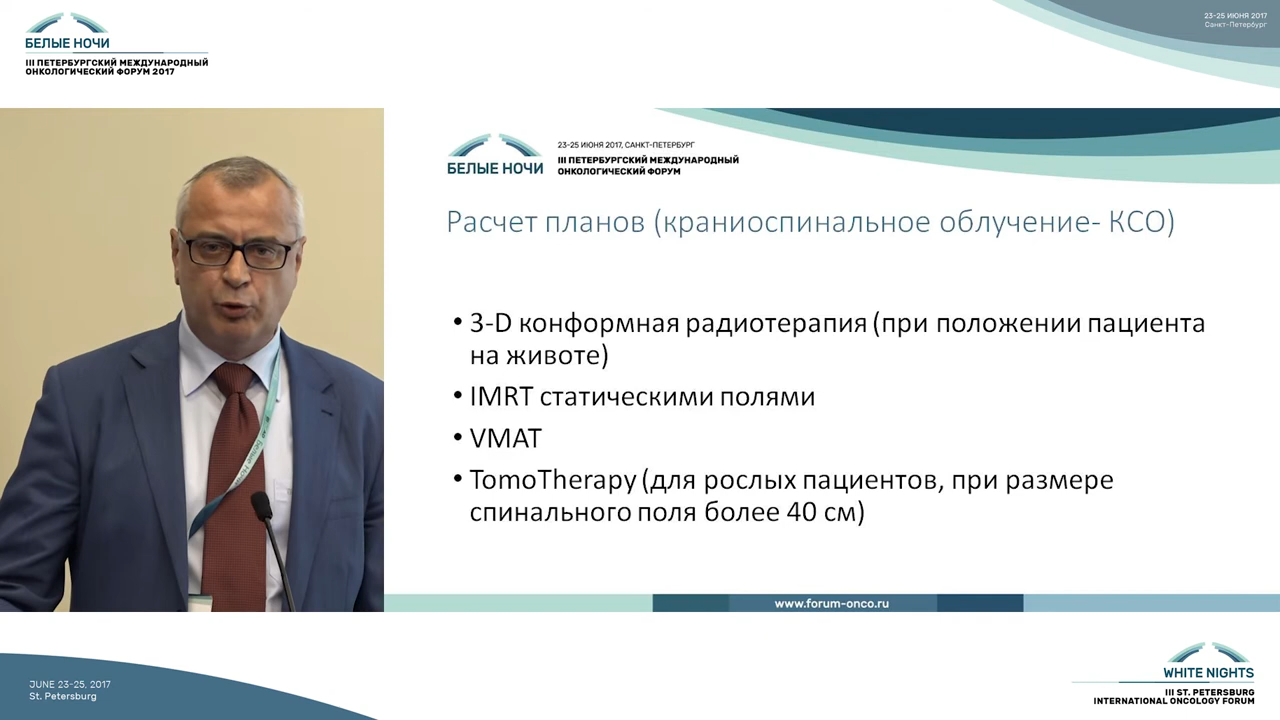 БЕЛЫЕ НОЧИ
III ПЕТЕРБУРГСКИЙ МЕЖДУНАРОДНЫЙ
ОНКОЛОГИЧЕСКИЙ ФОРУМ 2017
23-25 ИЮНЯ 2017
Санкт-Петербург
БЕЛЫЕ НОЧИ
23-25 ИЮНЯ 2017, САНКТ-ПЕТЕРБУРГ
III ПЕТЕРБУРГСКИЙ МЕЖДУНАРОДНЫЙ
ОНКОЛОГИЧЕСКИЙ ФОРУМ
Расчет планов (краниоспинальное облучение- КСО)
• 3-D конформная радиотерапия (при положении пациента
на животе)
• IMRT статическими полями
• VMAT
• TomoTherapy (для рослых пациентов, при размере
спинального поля более 40 см)
www.forum-onco.ru
JUNE 23-25, 2017
St. Petersburg
WHITE NIGHTS
III ST. PETERSBURG
INTERNATIONAL ONCOLOGY FORUM